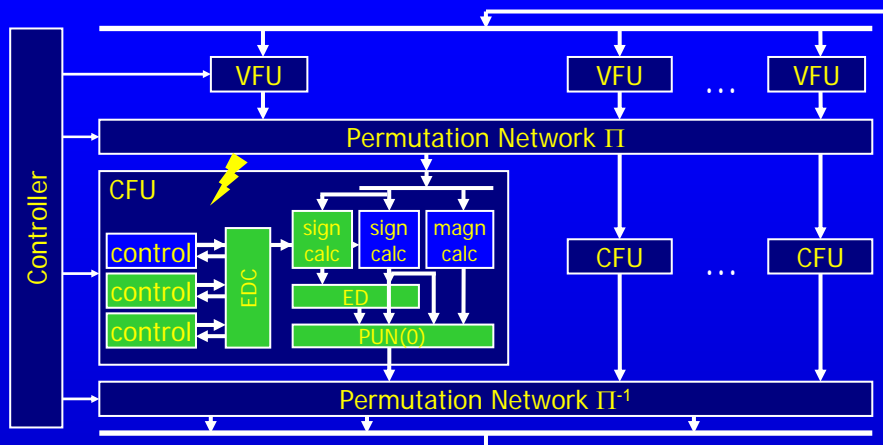 Controller
VFU
VFU
...
VFU
Permutation Network Π
CFU
control
control
control
EDC
sign
calc
sign
calc
magn
calc
ED
PUN(0)
CFU
...
CFU
Permutation Network Π-1